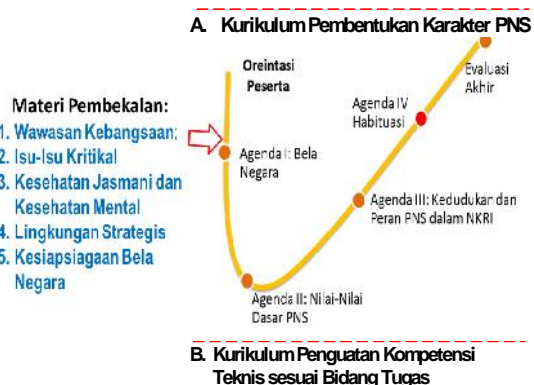 A. Kurikulum Pembentukan Karakter PNS
Oreintasi
Peserta
Evaluasi
Akhir
Agenda IV
Habituasi
Materi Pembekalan:
1. Wawasan Kebangsaan;
2. Isu-Isu Kritikal
3. Kesehatan Jasmani dan
Kesehatan Mental
4. Lingkungan Strategis
5. Kesiapsiagaan Bela
Negara
Agenda I: Bela
Negara
Agenda III: Kedudukan dan
Peran PNS dalam NKRI
Agenda II: Nilai-Nilai
Dasar PNS
B. Kurikulum Penguatan Kompetensi
Teknis sesuai Bidang Tugas